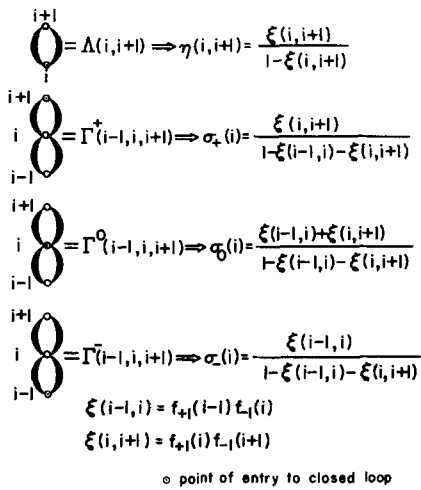 i+1
= Λ(i,i+1) ⟹ η(i,i+1) = ξ(i,i+1) / 1-ξ(i,i+1)
i
i+1
i = Γ⁺(i-1,i,i+1) ⟹ σ₊(i) = ξ(i,i+1) / 1-ξ(i-1,i)-ξ(i,i+1)
i-1
i+1
i = Γ⁰(i-1,i,i+1) ⟹ σ₀(i) = ξ(i-1,i)+ξ(i,i+1) / 1-ξ(i-1,i)-ξ(i,i+1)
i-1
i+1
i = Γ⁻(i-1,i,i+1) ⟹ σ₋(i) = ξ(i-1,i) / 1-ξ(i-1,i)-ξ(i,i+1)
i-1
ξ(i-1,i) = f₊₁(i-1) f₋₁(i)
ξ(i,i+1) = f₊₁(i) f₋₁(i+1)
⊙ point of entry to closed loop